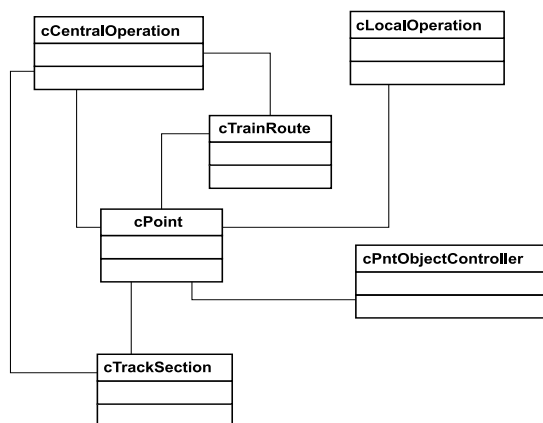 cCentralOperation
cLocalOperation
cTrainRoute
cPoint
cPntObjectController
cTrackSection